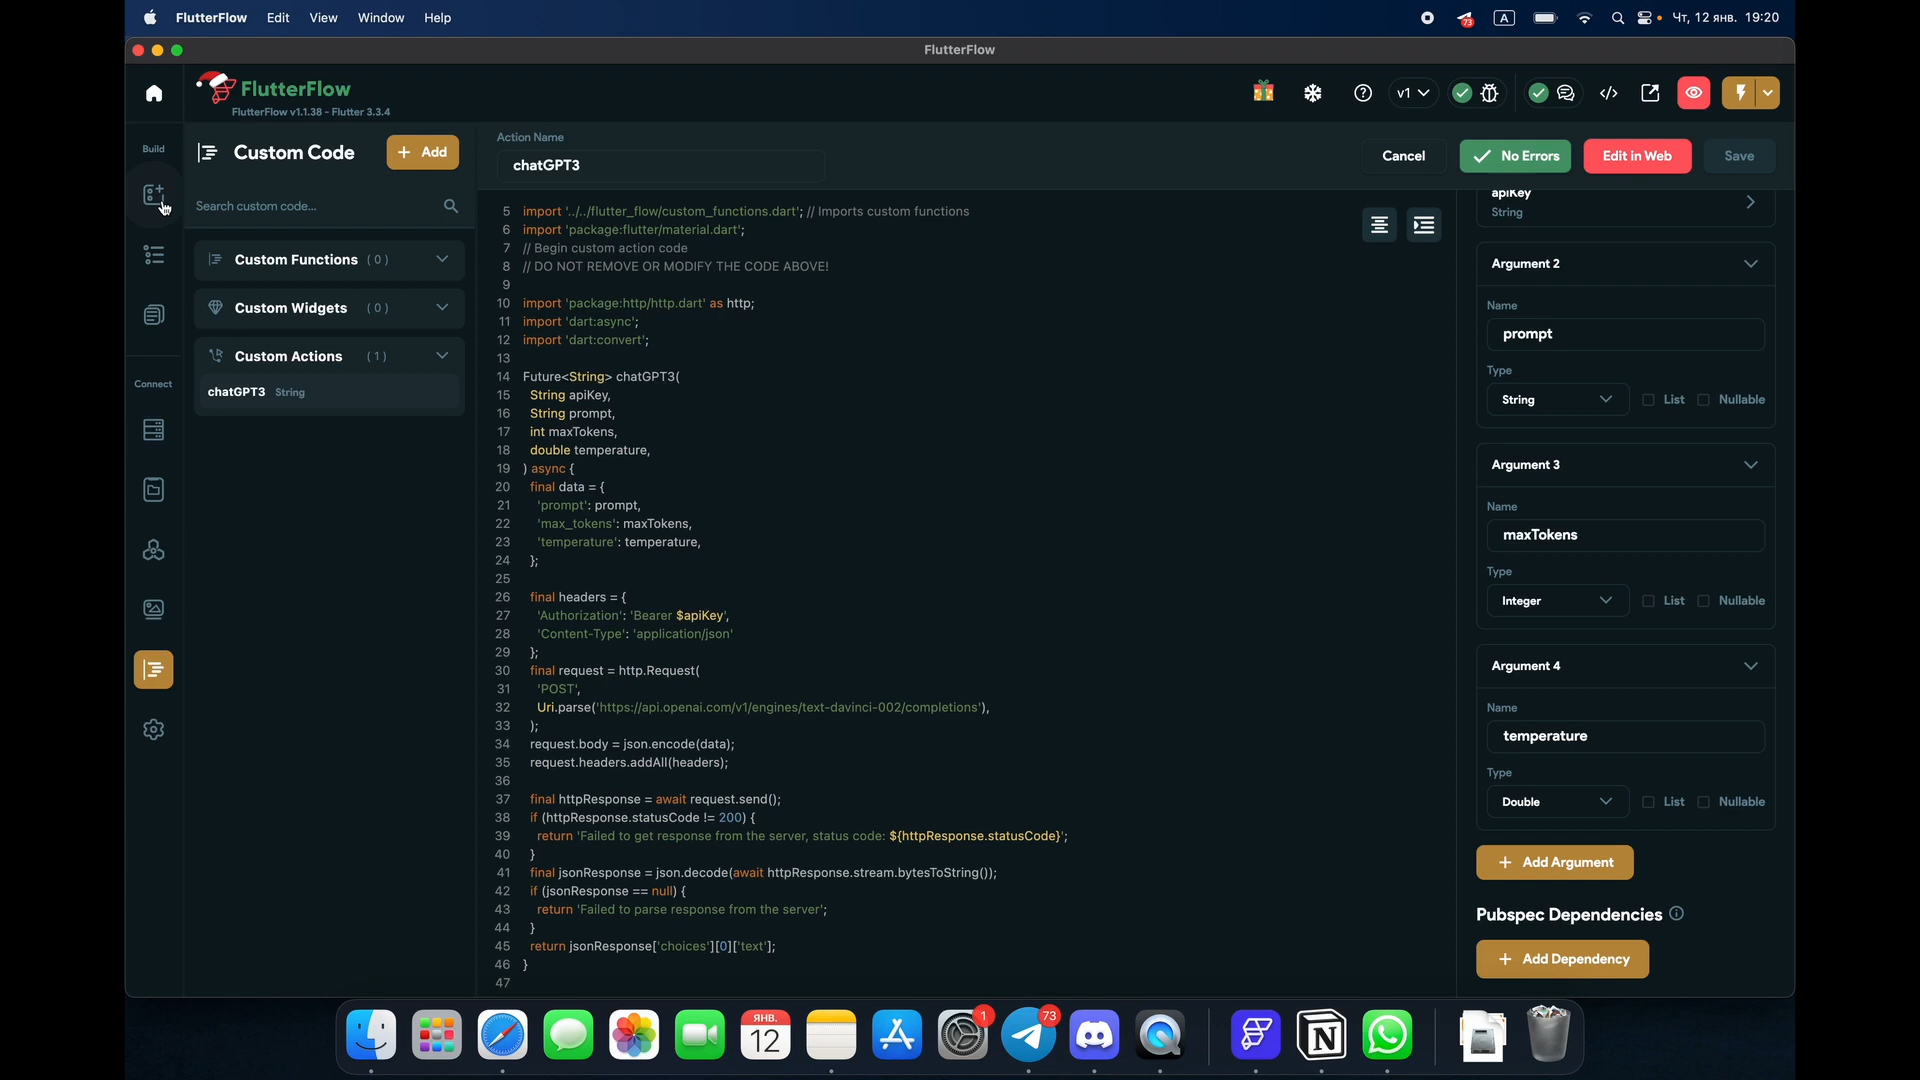 FlutterFlow Edit View Window Help
73 A Чт, 12 янв. 19:20
FlutterFlow
FlutterFlow
FlutterFlow v1.1.38 - Flutter 3.3.4
v1
Build
Custom Code
+ Add
Search custom code...
Custom Functions (0)
Custom Widgets (0)
Custom Actions (1)
chatGPT3 String
Connect
Action Name
chatGPT3
Cancel
No Errors
Edit in Web
Save
5 import '../../flutter_flow/custom_functions.dart'; // Imports custom functions
6 import 'package:flutter/material.dart';
7 // Begin custom action code
8 // DO NOT REMOVE OR MODIFY THE CODE ABOVE!
9
10 import 'package:http/http.dart' as http;
11 import 'dart:async';
12 import 'dart:convert';
13
14 Future<String> chatGPT3(
15 String apiKey,
16 String prompt,
17 int maxTokens,
18 double temperature,
19 ) async {
20 final data = {
21 'prompt': prompt,
22 'max_tokens': maxTokens,
23 'temperature': temperature,
24 };
25
26 final headers = {
27 'Authorization': 'Bearer $apiKey',
28 'Content-Type': 'application/json'
29 };
30 final request = http.Request(
31 'POST',
32 Uri.parse('https://api.openai.com/v1/engines/text-davinci-002/completions'),
33 );
34 request.body = json.encode(data);
35 request.headers.addAll(headers);
36
37 final httpResponse = await request.send();
38 if (httpResponse.statusCode != 200) {
39 return 'Failed to get response from the server, status code: ${httpResponse.statusCode}';
40 }
41 final jsonResponse = json.decode(await httpResponse.stream.bytesToString());
42 if (jsonResponse == null) {
43 return 'Failed to parse response from the server';
44 }
45 return jsonResponse['choices'][0]['text'];
46 }
47
apiKey
String
Argument 2
Name
prompt
Type
String List Nullable
Argument 3
Name
maxTokens
Type
Integer List Nullable
Argument 4
Name
temperature
Type
Double List Nullable
+ Add Argument
Pubspec Dependencies
+ Add Dependency
ЯНВ.
12
1
73